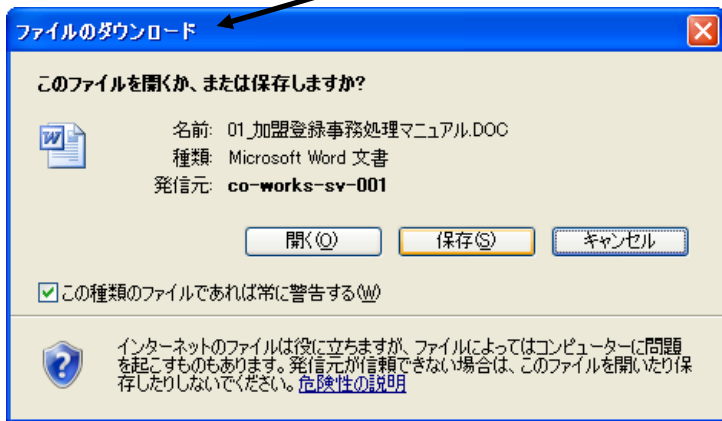 ファイルのダウンロード
このファイルを開くか、または保存しますか?
名前: 01_加盟登録事務処理マニュアル.DOC
種類: Microsoft Word 文書
発信元: co-works-sv-001
開く(O) 保存(S) キャンセル
この種類のファイルであれば常に警告する(W)
インターネットのファイルは役に立ちますが、ファイルによってはコンピューターに問題
を起こすものもあります。発信元が信頼できない場合は、このファイルを開いたり保
存したりしないでください。危険性の説明